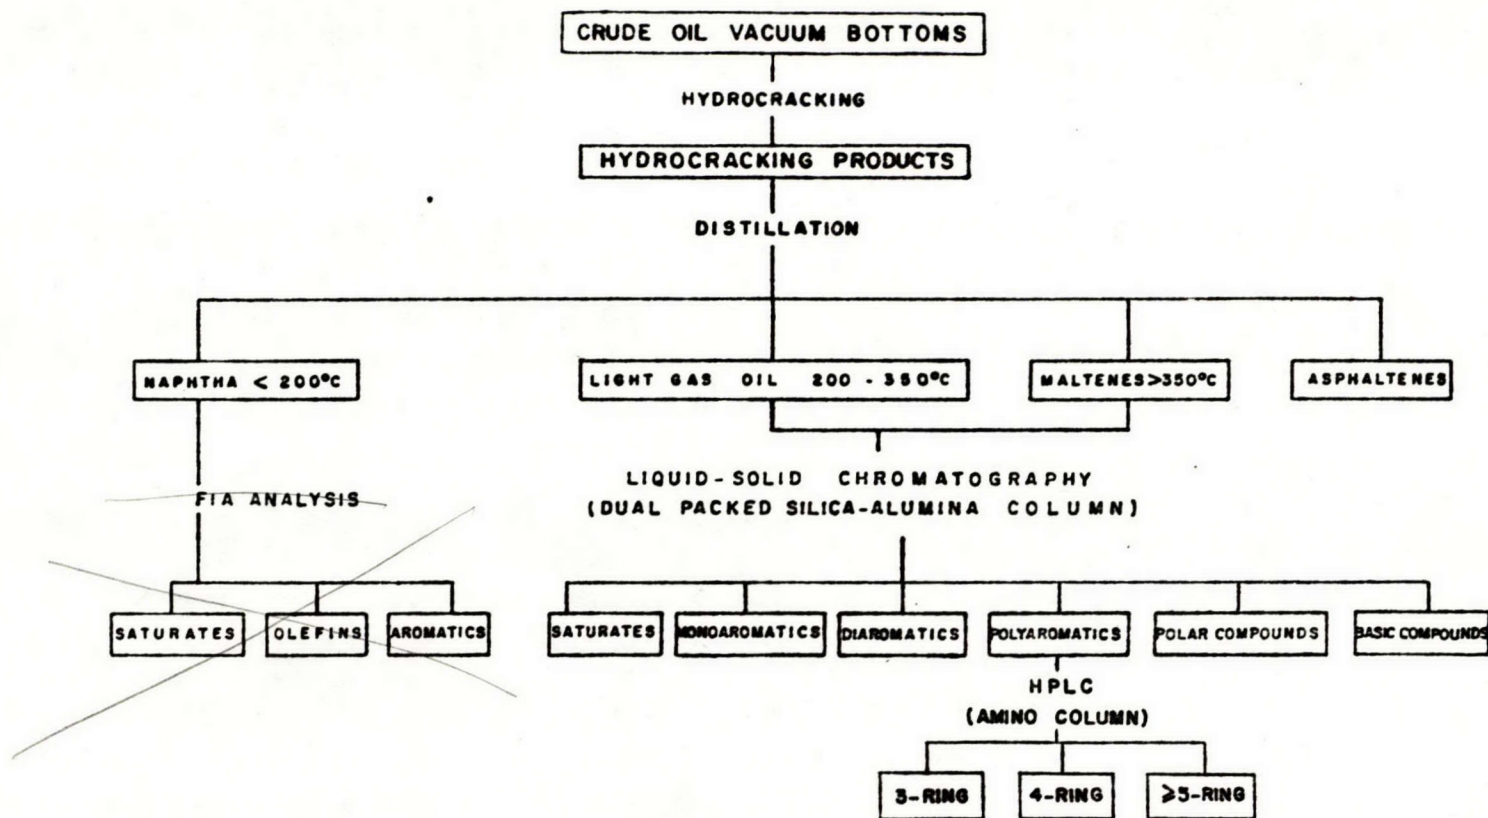 CRUDE OIL VACUUM BOTTOMS
HYDROCRACKING
HYDROCRACKING PRODUCTS
DISTILLATION
NAPHTHA < 200°C
LIGHT GAS OIL 200 - 350°C
MALTENES>350°C
ASPHALTENES
FIA ANALYSIS
LIQUID-SOLID CHROMATOGRAPHY
(DUAL PACKED SILICA-ALUMINA COLUMN)
SATURATES
OLEFINS
AROMATICS
SATURATES
MONOAROMATICS
DIAROMATICS
POLYAROMATICS
POLAR COMPOUNDS
BASIC COMPOUNDS
HPLC
(AMINO COLUMN)
3-RING
4-RING
⩾5-RING